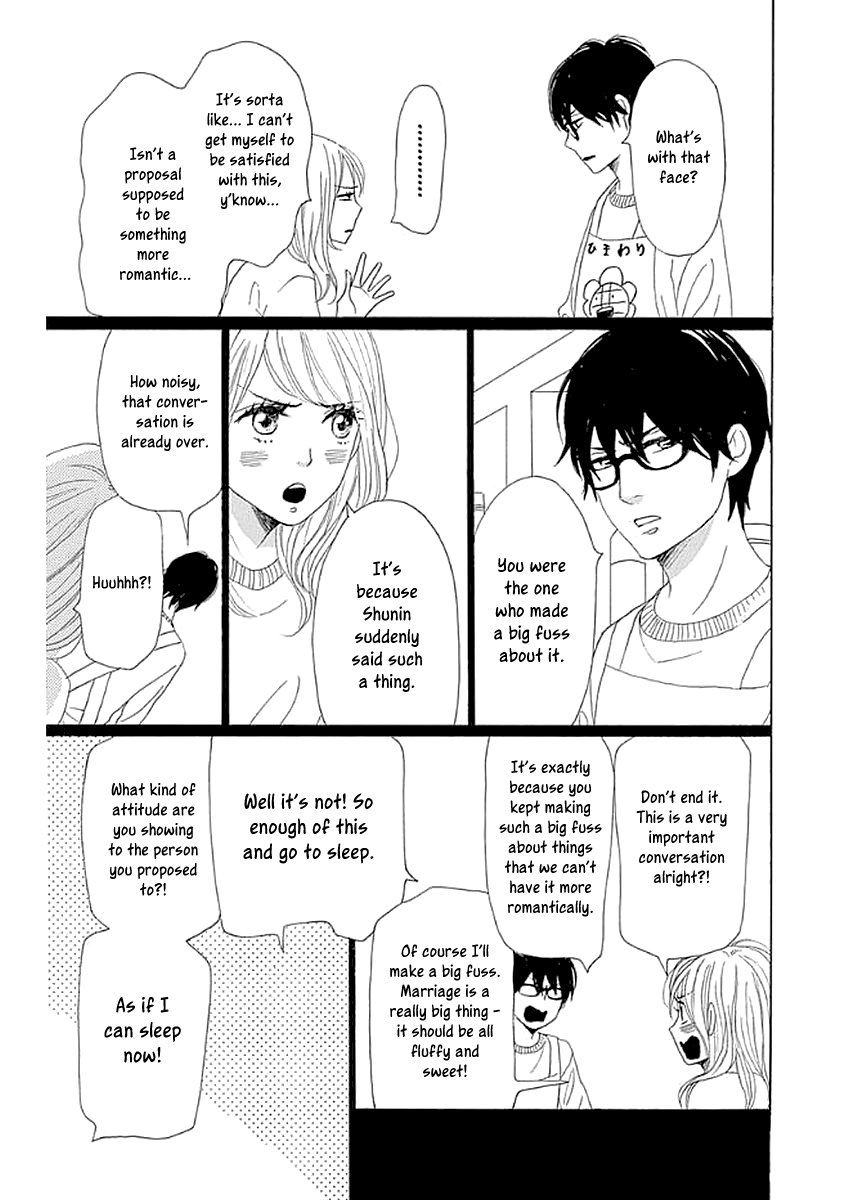 What's
with that
face?
..........
It's sorta
like... I can't
get myself to
be satisfied
with this,
y'know...
Isn't a
proposal
supposed
to be
something
more
romantic...
ひまわり
You were
the one
who made
a big fuss
about it.
It's
because
Shunin
suddenly
said such
a thing.
How noisy,
that conver-
sation is
already over.
Huuhhh?!
Don't end it.
This is a very
important
conversation
alright?!
It's exactly
because you
kept making
such a big fuss
about things
that we can't
have it more
romantically.
Of course I'll
make a big fuss.
Marriage is a
really big thing -
it should be all
fluffy and
sweet!
Well it's not! So
enough of this
and go to sleep.
What kind of
attitude are
you showing
to the person
you proposed
to?!
As if I
can sleep
now!